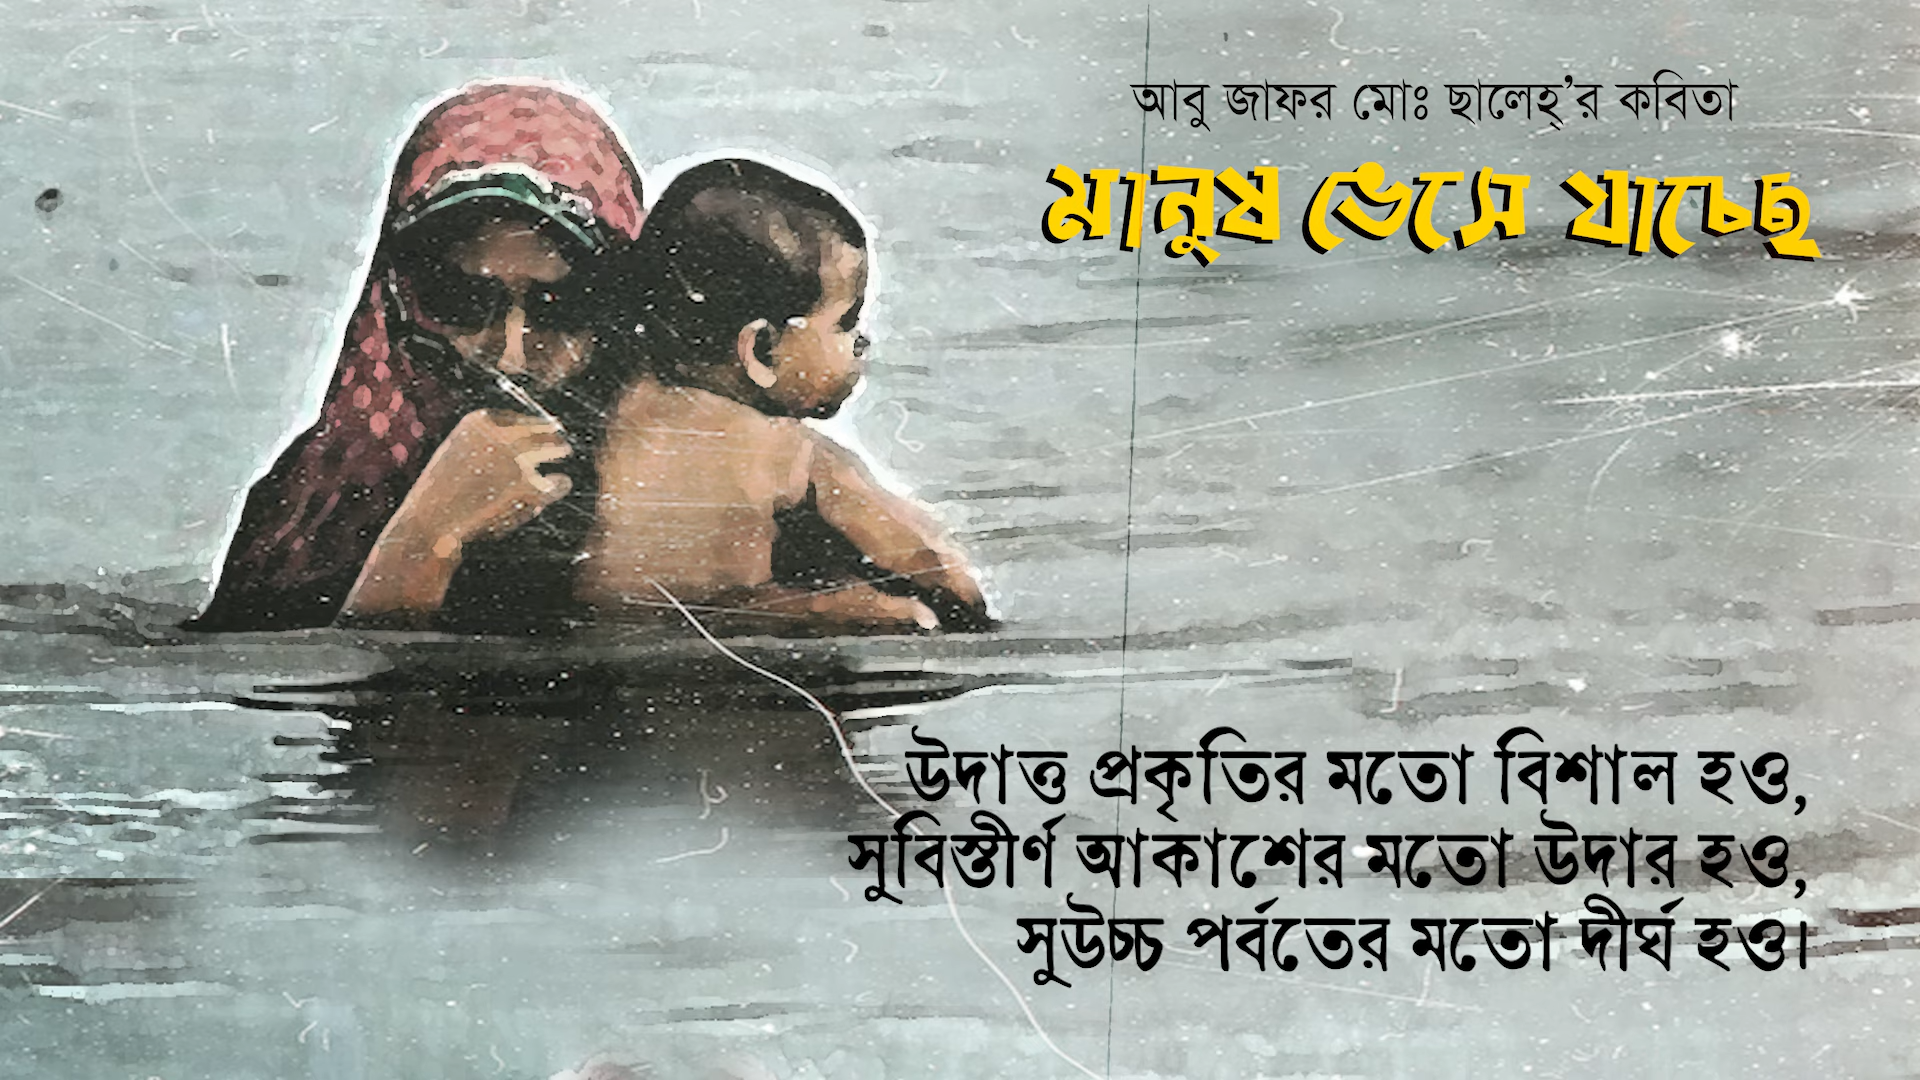 আবু জাফর মোঃ ছালেহ্’র কবিতা
মানুষ ভেসে যাচ্ছে
উদাত্ত প্রকৃতির মতো বিশাল হও,
সুবিস্তীর্ণ আকাশের মতো উদার হও,
সুউচ্চ পর্বতের মতো দীর্ঘ হও।